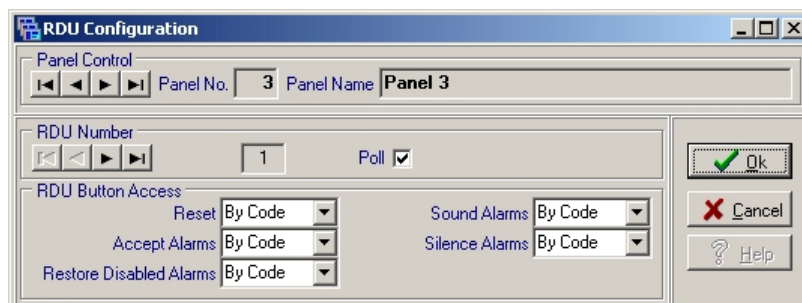 RDU Configuration
Panel Control
Panel No. 3 Panel Name Panel 3
RDU Number
1 Poll
RDU Button Access
Reset By Code Sound Alarms By Code
Accept Alarms By Code Silence Alarms By Code
Restore Disabled Alarms By Code
Ok
Cancel
Help